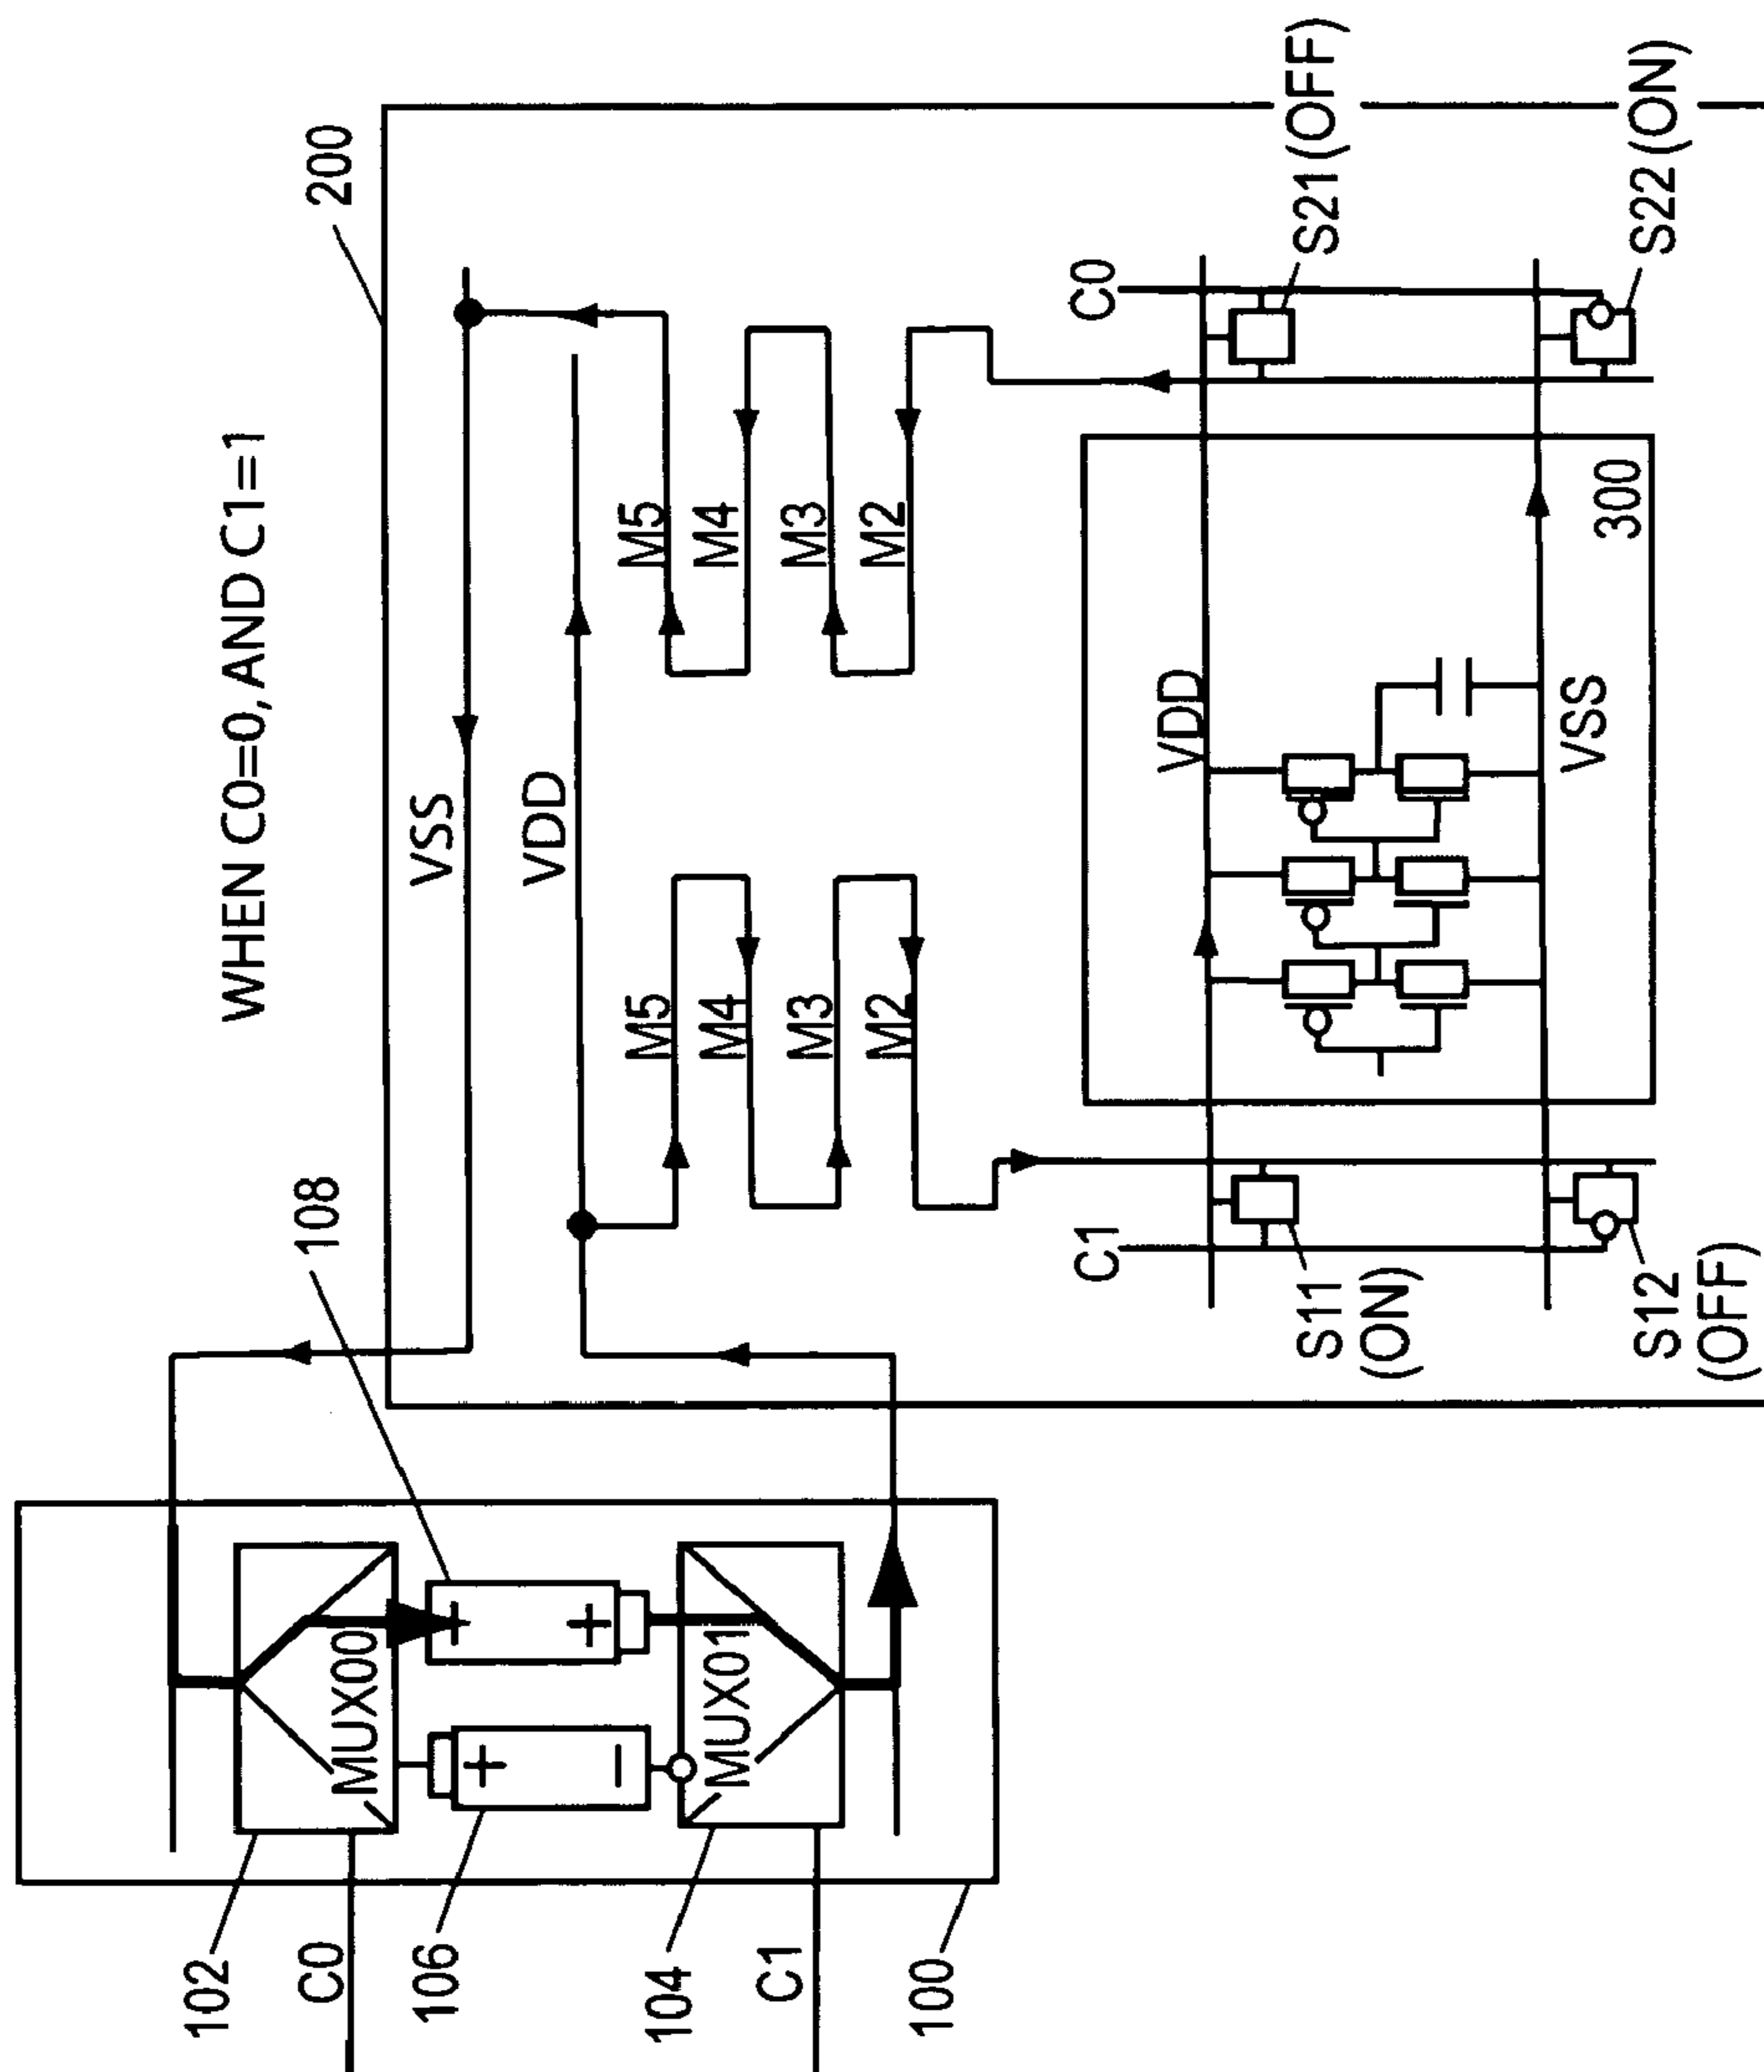 WHEN C0=0, AND C1=1
200
108
VSS
VDD
102
C0
MUX00
106
+
−
+
+
104
MUX01
C1
100
M5
M4
M3
M2
M5
M4
M3
M2
C1
C0
VDD
VSS
300
S11
(ON)
S12
(OFF)
S21 (OFF)
S22 (ON)